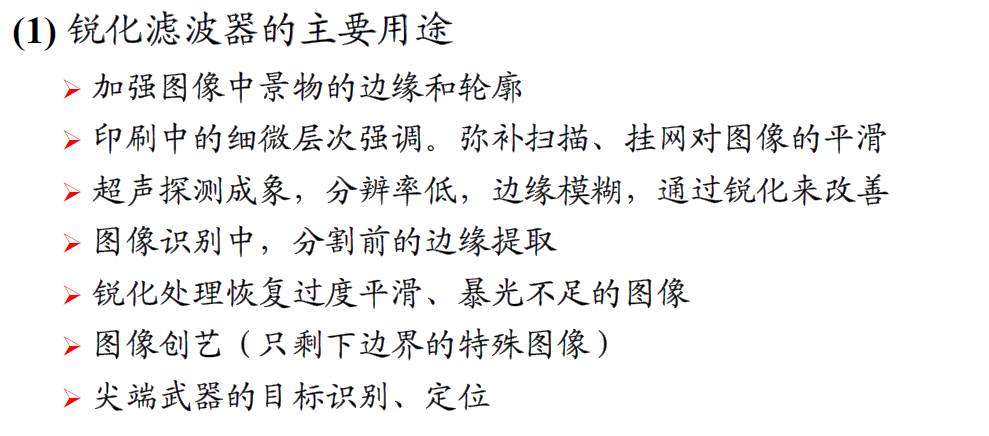 (1) 锐化滤波器的主要用途
加强图像中景物的边缘和轮廓
印刷中的细微层次强调。弥补扫描、挂网对图像的平滑
超声探测成象，分辨率低，边缘模糊，通过锐化来改善
图像识别中，分割前的边缘提取
锐化处理恢复过度平滑、暴光不足的图像
图像创艺（只剩下边界的特殊图像）
尖端武器的目标识别、定位